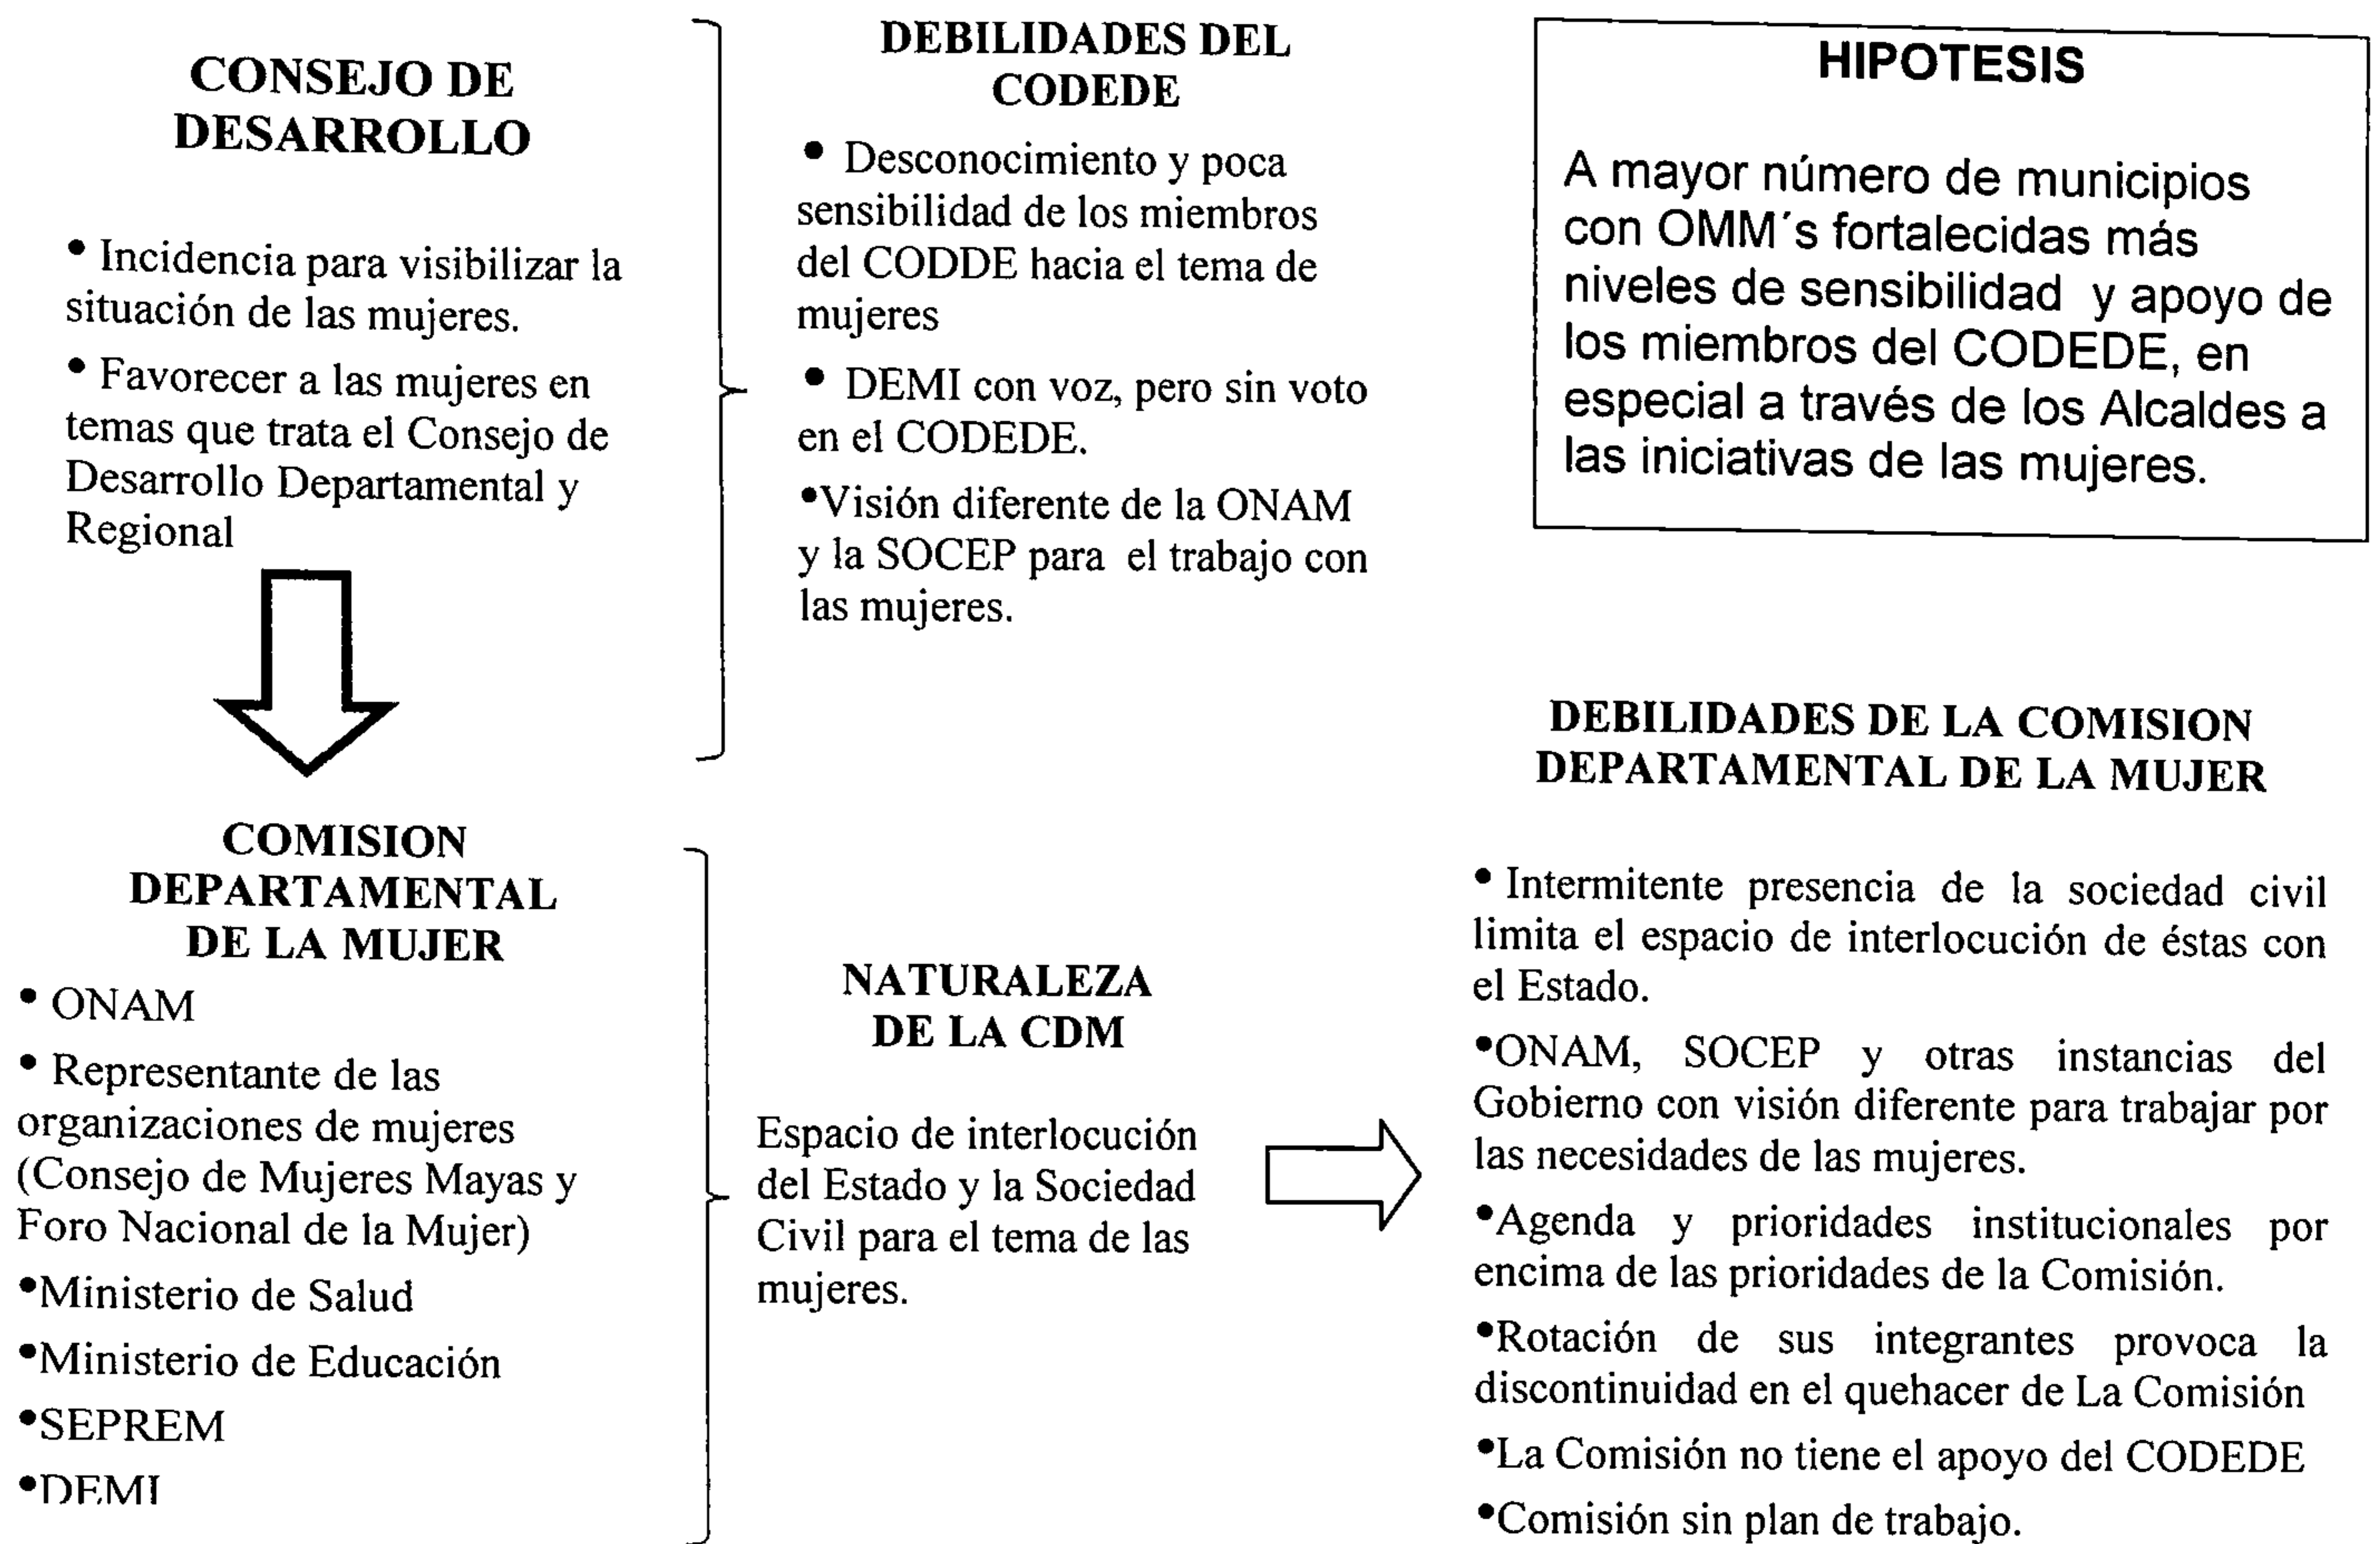 CONSEJO DE
DESARROLLO
• Incidencia para visibilizar la
situación de las mujeres.
• Favorecer a las mujeres en
temas que trata el Consejo de
Desarrollo Departamental y
Regional
DEBILIDADES DEL
CODEDE
• Desconocimiento y poca
sensibilidad de los miembros
del CODDE hacia el tema de
mujeres
• DEMI con voz, pero sin voto
en el CODEDE.
•Visión diferente de la ONAM
y la SOCEP para el trabajo con
las mujeres.
HIPOTESIS
A mayor número de municipios
con OMM´s fortalecidas más
niveles de sensibilidad y apoyo de
los miembros del CODEDE, en
especial a través de los Alcaldes a
las iniciativas de las mujeres.
COMISION
DEPARTAMENTAL
DE LA MUJER
• ONAM
• Representante de las
organizaciones de mujeres
(Consejo de Mujeres Mayas y
Foro Nacional de la Mujer)
•Ministerio de Salud
•Ministerio de Educación
•SEPREM
•DEMI
NATURALEZA
DE LA CDM
Espacio de interlocución
del Estado y la Sociedad
Civil para el tema de las
mujeres.
DEBILIDADES DE LA COMISION
DEPARTAMENTAL DE LA MUJER
• Intermitente presencia de la sociedad civil
limita el espacio de interlocución de éstas con
el Estado.
•ONAM, SOCEP y otras instancias del
Gobierno con visión diferente para trabajar por
las necesidades de las mujeres.
•Agenda y prioridades institucionales por
encima de las prioridades de la Comisión.
•Rotación de sus integrantes provoca la
discontinuidad en el quehacer de La Comisión
•La Comisión no tiene el apoyo del CODEDE
•Comisión sin plan de trabajo.